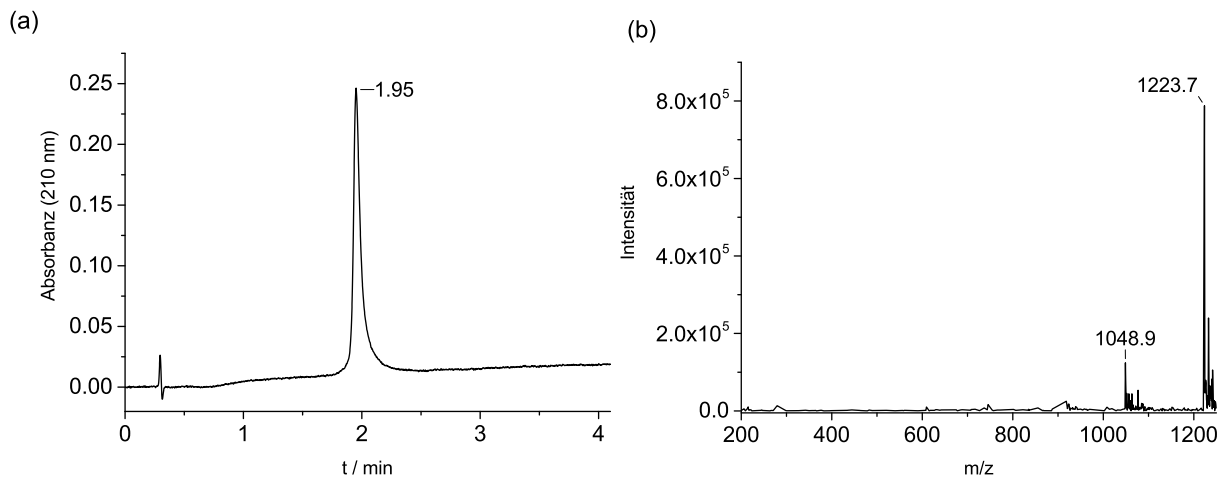 (a)
0.25
0.20
0.15
0.10
0.05
0.00
Absorbanz (210 nm)
1.95
0 1 2 3 4
t / min
(b)
8.0x10⁵
6.0x10⁵
4.0x10⁵
2.0x10⁵
0.0
Intensität
1223.7
1048.9
200 400 600 800 1000 1200
m/z